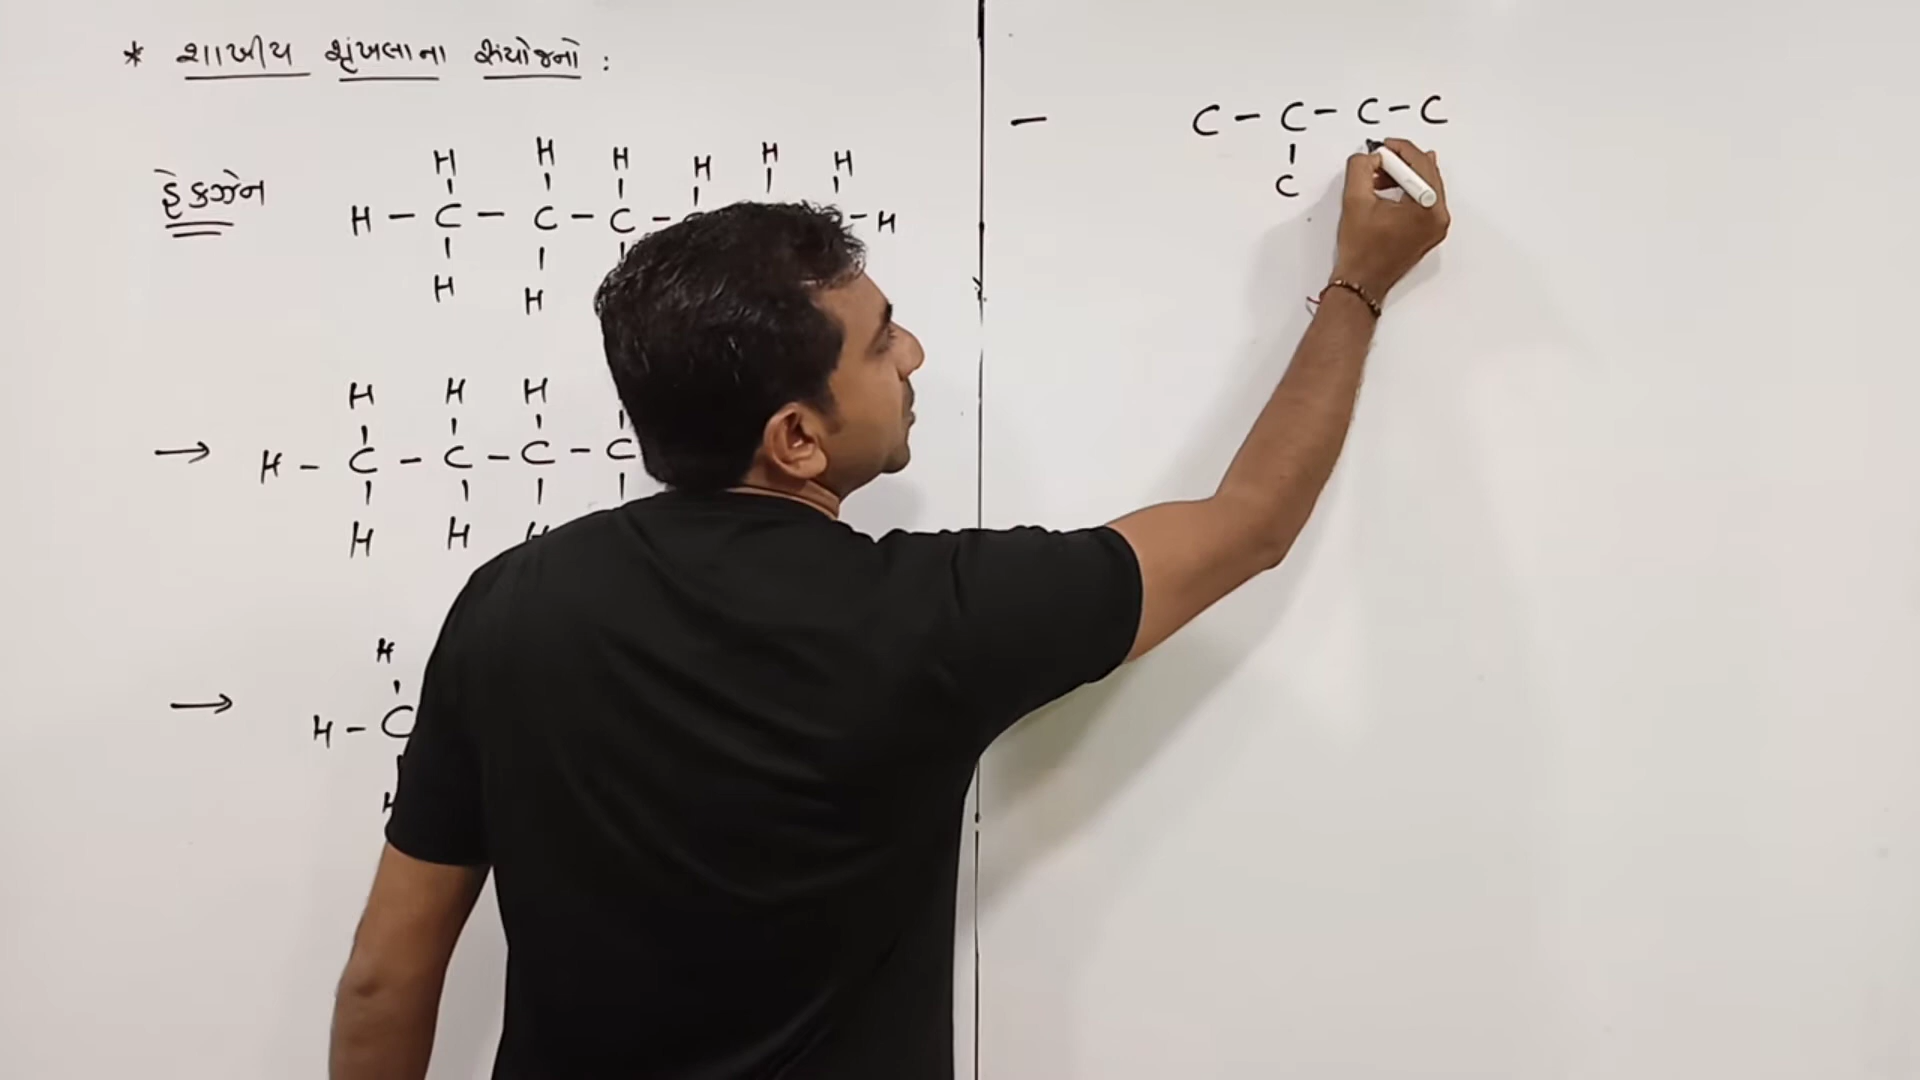 * શાખીય શૃંખલાના સંયોજનો :
હેક્ઝેન
H H H H H H
H – C – C – C – – H
H H
H H H
→ H – C – C – C – C
H H H
H
→ H – C
H
– C – C – C – C
C